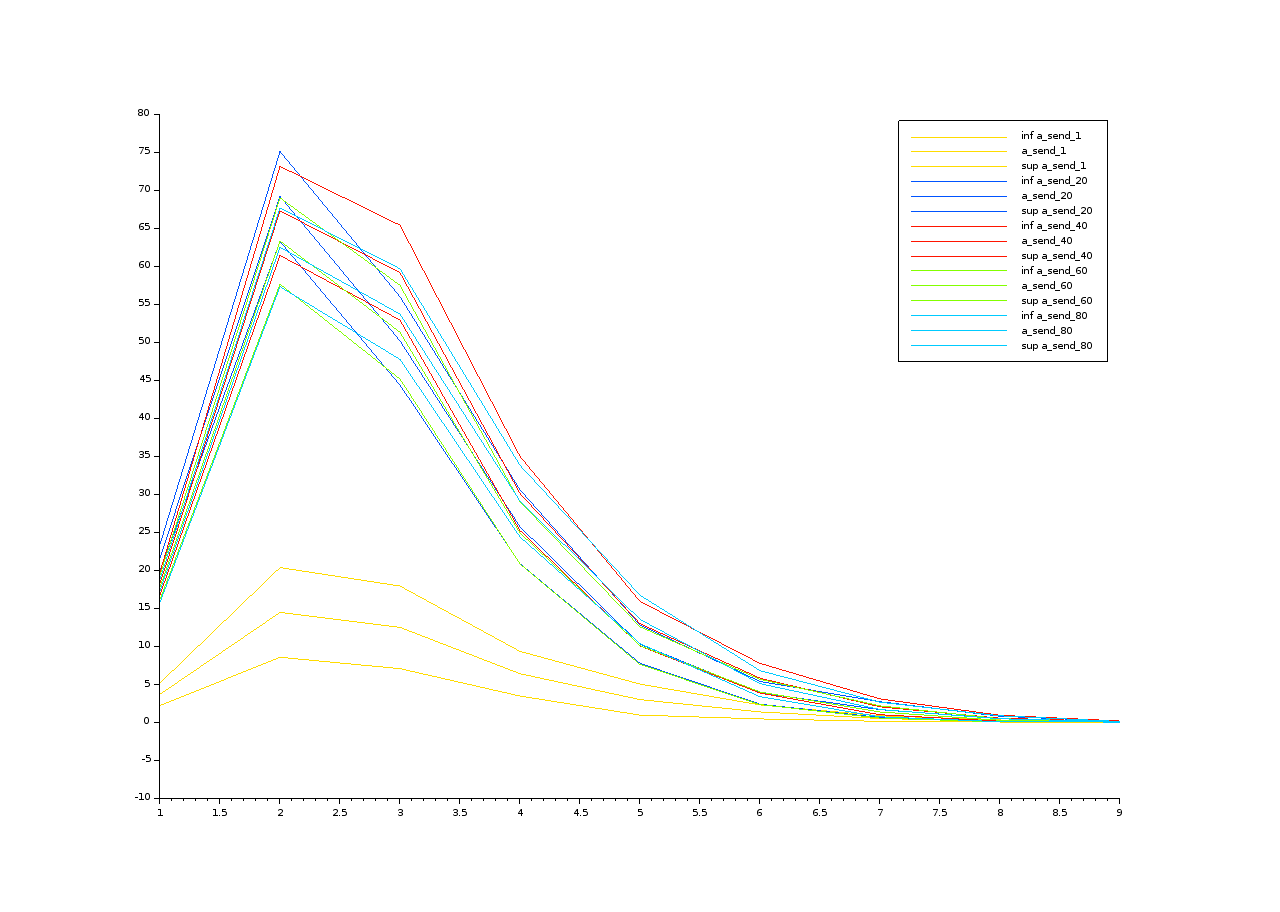 80
75
70
65
60
55
50
45
40
35
30
25
20
15
10
5
0
-5
-10
1 1.5 2 2.5 3 3.5 4 4.5 5 5.5 6 6.5 7 7.5 8 8.5 9
inf a_send_1
a_send_1
sup a_send_1
inf a_send_20
a_send_20
sup a_send_20
inf a_send_40
a_send_40
sup a_send_40
inf a_send_60
a_send_60
sup a_send_60
inf a_send_80
a_send_80
sup a_send_80